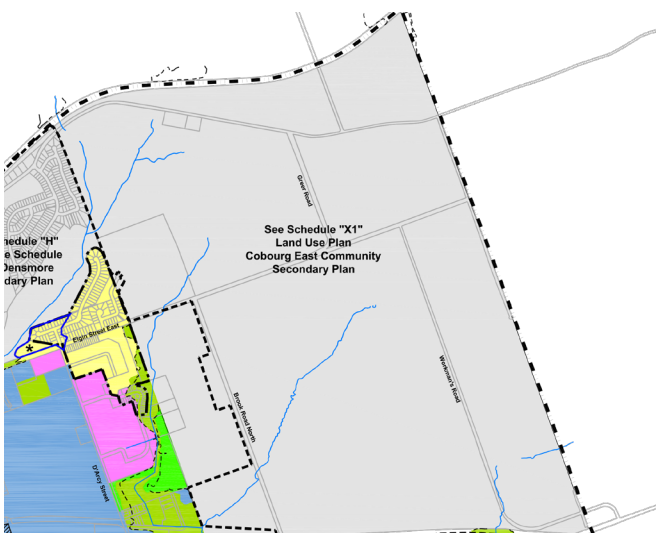 Greer Road
See Schedule "X1"
Land Use Plan
Cobourg East Community
Secondary Plan
hedule "H"
e Schedule
Densmore
dary Plan
Elgin Street East
*
Workman's Road
Brook Road North
D'Arcy Street